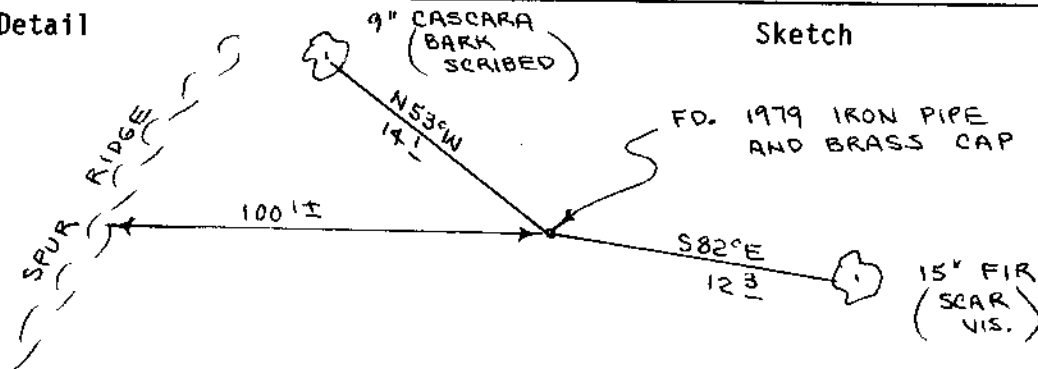 Detail
Sketch
9" CASCARA
( BARK
SCRIBED )
N53°W
14 1
FD. 1979 IRON PIPE
AND BRASS CAP
SPUR RIDGE
100'±
S82°E
12 3
15" FIR
( SCAR
VIS. )